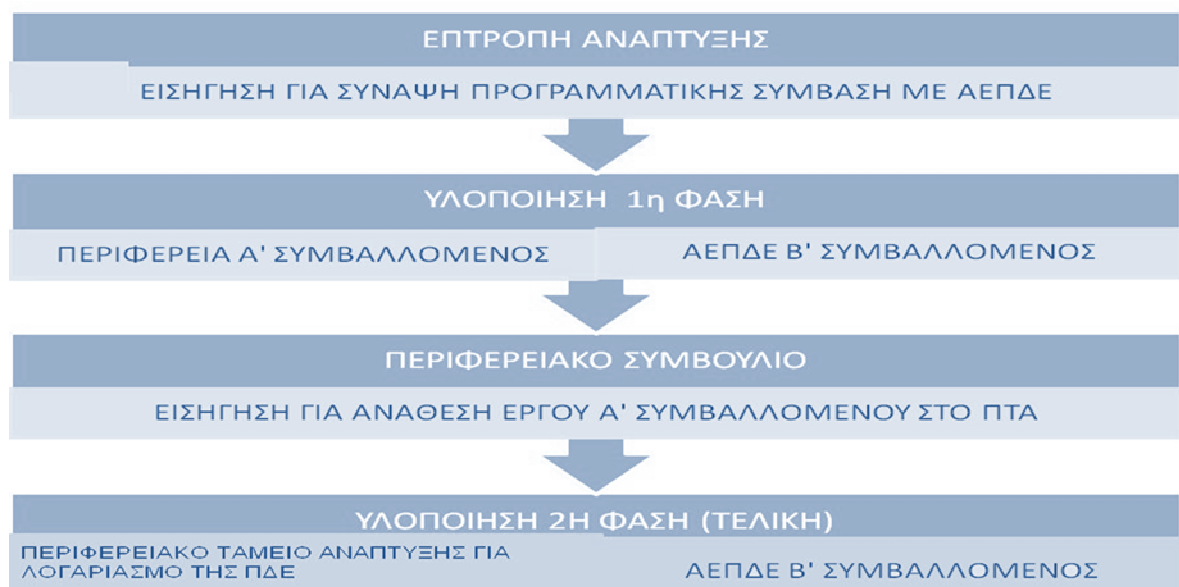 ΕΠΤΡΟΠΗ ΑΝΑΠΤΥΞΗΣ
ΕΙΣΗΓΗΣΗ ΓΙΑ ΣΥΝΑΨΗ ΠΡΟΓΡΑΜΜΑΤΙΚΗΣ ΣΥΜΒΑΣΗ ΜΕ ΑΕΠΔΕ
ΥΛΟΠΟΙΗΣΗ 1η ΦΑΣΗ
ΠΕΡΙΦΕΡΕΙΑ Α' ΣΥΜΒΑΛΛΟΜΕΝΟΣ
ΑΕΠΔΕ Β' ΣΥΜΒΑΛΛΟΜΕΝΟΣ
ΠΕΡΙΦΕΡΕΙΑΚΟ ΣΥΜΒΟΥΛΙΟ
ΕΙΣΗΓΗΣΗ ΓΙΑ ΑΝΑΘΕΣΗ ΕΡΓΟΥ Α' ΣΥΜΒΑΛΛΟΜΕΝΟΥ ΣΤΟ ΠΤΑ
ΥΛΟΠΟΙΗΣΗ 2Η ΦΑΣΗ (ΤΕΛΙΚΗ)
ΠΕΡΙΦΕΡΕΙΑΚΟ ΤΑΜΕΙΟ ΑΝΑΠΤΥΞΗΣ ΓΙΑ
ΛΟΓΑΡΙΑΣΜΟ ΤΗΣ ΠΔΕ
ΑΕΠΔΕ Β' ΣΥΜΒΑΛΛΟΜΕΝΟΣ